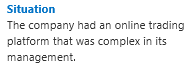 Situation
The company had an online trading
platform that was complex in its
management.